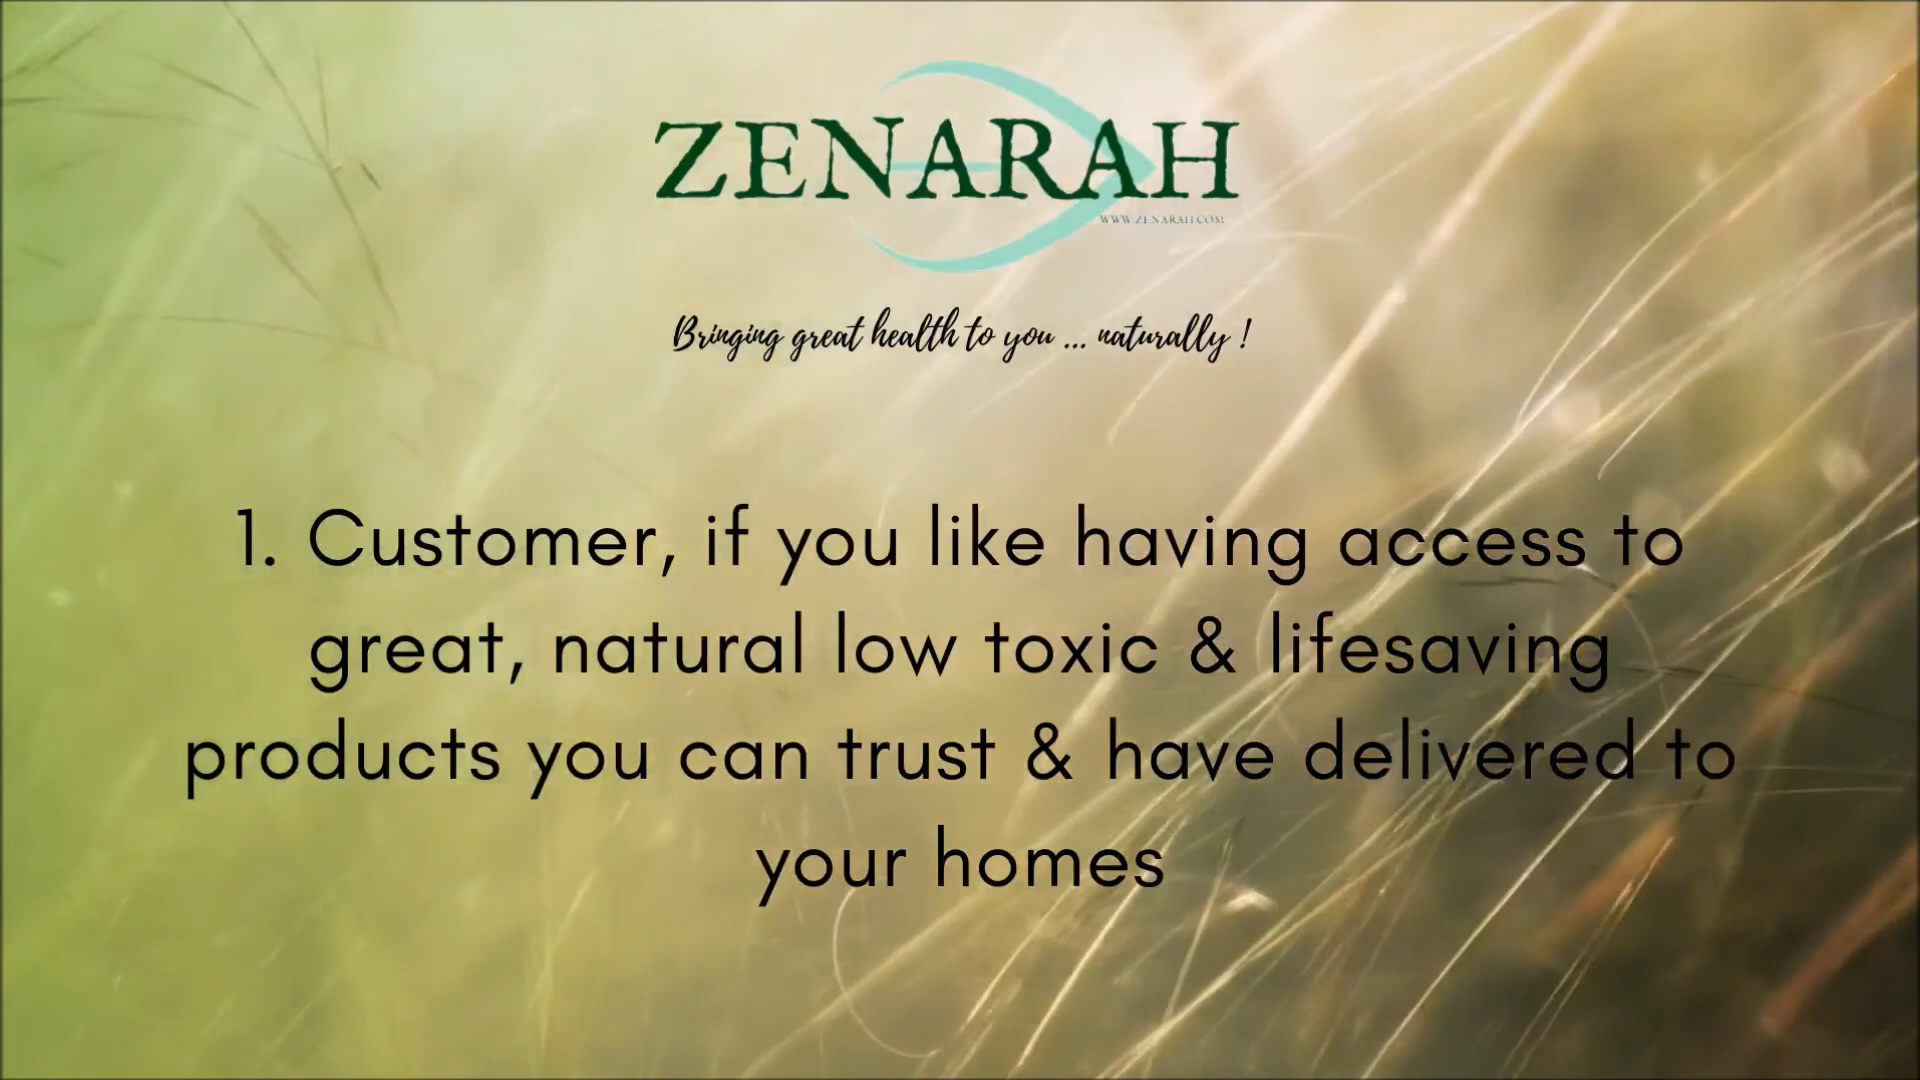 ZENARAH
WWW.ZENARAH.COM
Bringing great health to you ... naturally !
1. Customer, if you like having access to
great, natural low toxic & lifesaving
products you can trust & have delivered to
your homes